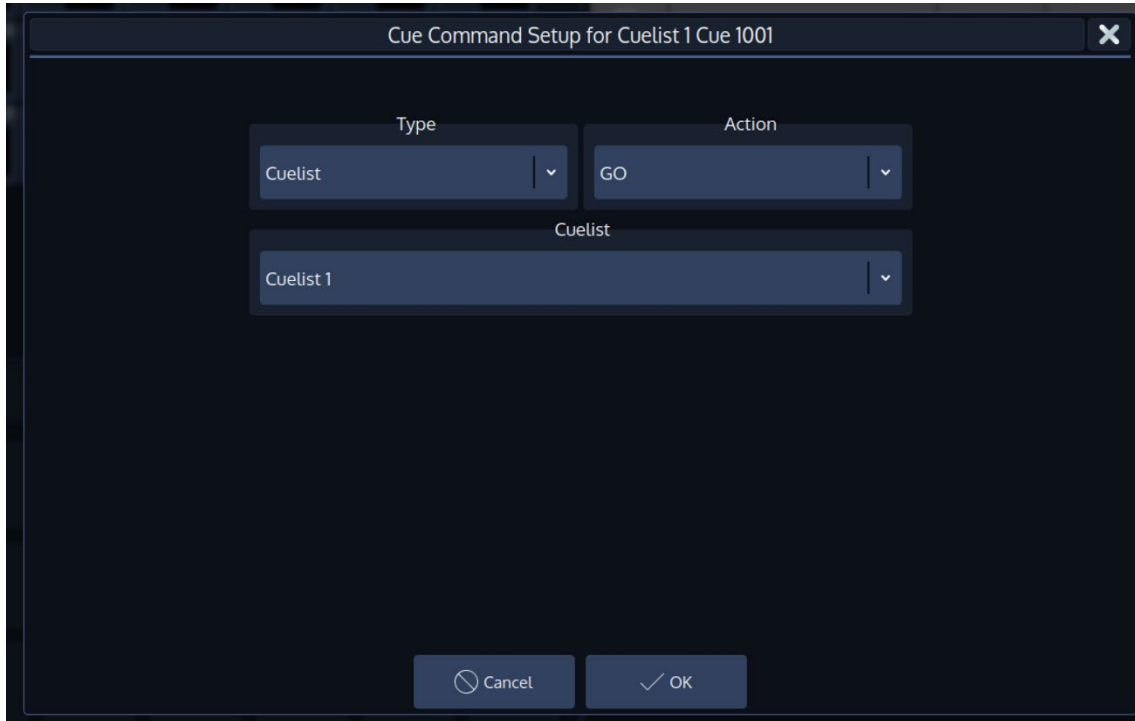 Cue Command Setup for Cuelist 1 Cue 1001
Type
Action
Cuelist
GO
Cuelist
Cuelist 1
Cancel
OK